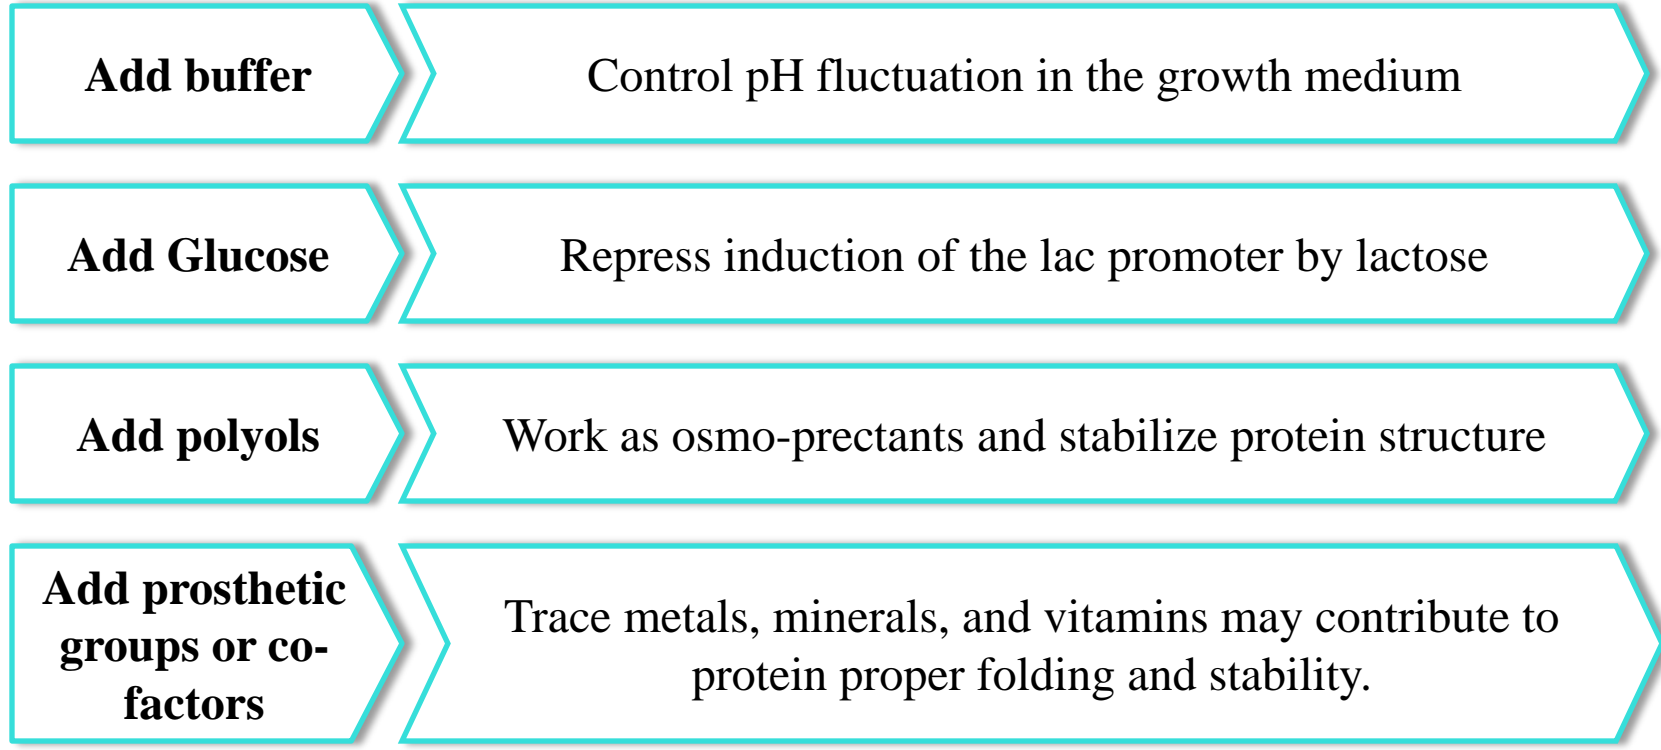 Add buffer
Control pH fluctuation in the growth medium
Add Glucose
Repress induction of the lac promoter by lactose
Add polyols
Work as osmo-prectants and stabilize protein structure
Add prosthetic
groups or co-
factors
Trace metals, minerals, and vitamins may contribute to
protein proper folding and stability.